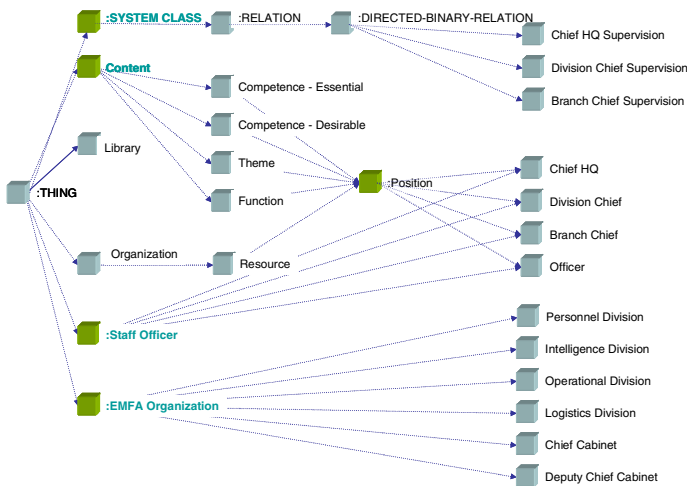 :SYSTEM CLASS
:RELATION
:DIRECTED-BINARY-RELATION
Chief HQ Supervision
Content
Division Chief Supervision
Competence - Essential
Branch Chief Supervision
Competence - Desirable
Library
Theme
Chief HQ
:THING
:Position
Function
Division Chief
Branch Chief
Organization
Resource
Officer
Personnel Division
:Staff Officer
Intelligence Division
Operational Division
:EMFA Organization
Logistics Division
Chief Cabinet
Deputy Chief Cabinet